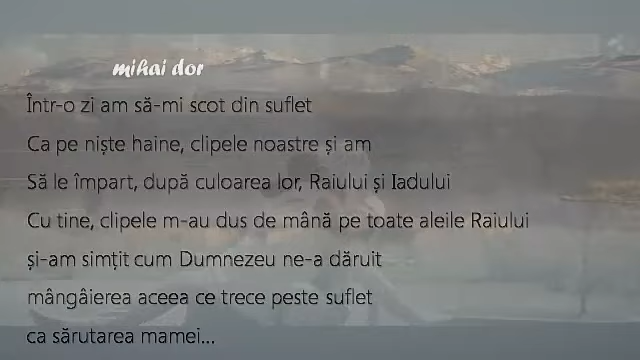 mihai dor
Într-o zi am să-mi scot din suflet
Ca pe niște haine, clipele noastre și am
Să le împart, după culoarea lor, Raiului și Iadului
Cu tine, clipele m-au dus de mână pe toate aleile Raiului
și-am simțit cum Dumnezeu ne-a dăruit
mângâierea aceea ce trece peste suflet
ca sărutarea mamei...